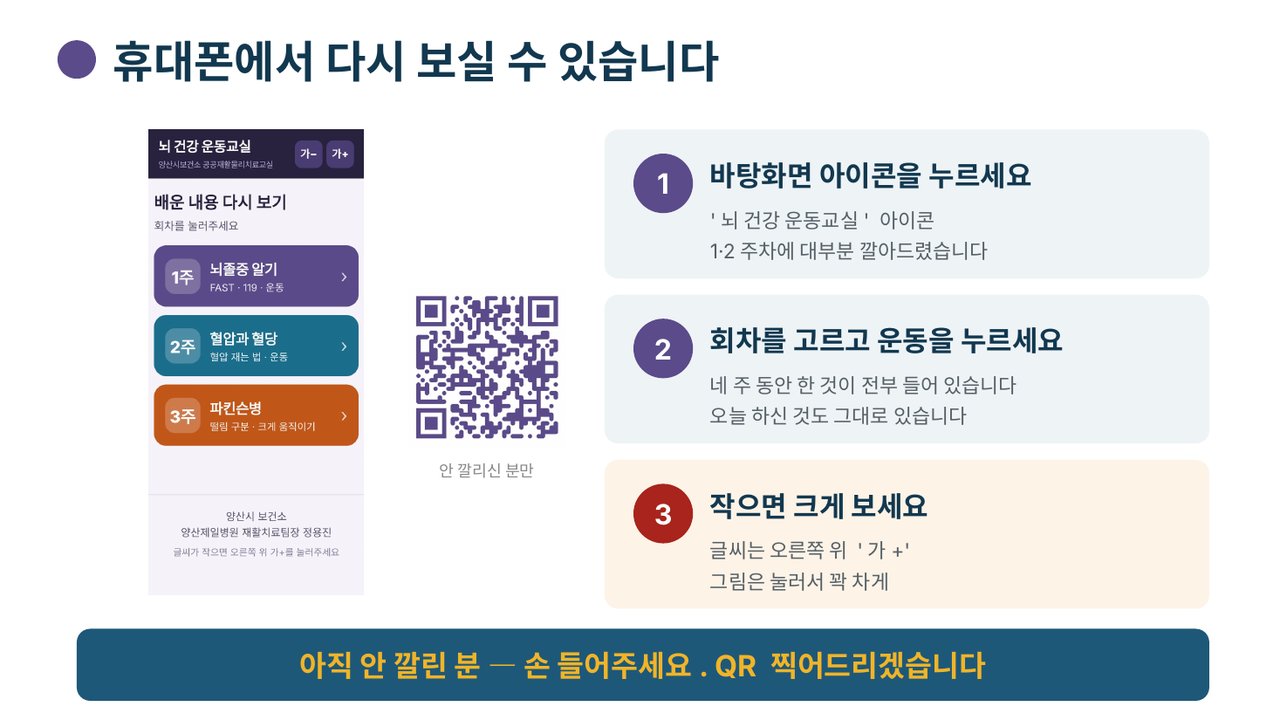 휴대폰에서 다시 보실 수 있습니다
뇌 건강 운동교실
양산시보건소 공공재활물리치료교실
가−
가+
배운 내용 다시 보기
회차를 눌러주세요
1주
뇌졸중 알기
FAST · 119 · 운동
2주
혈압과 혈당
혈압 재는 법 · 운동
3주
파킨슨병
떨림 구분 · 크게 움직이기
양산시 보건소
양산제일병원 재활치료팀장 정용진
글씨가 작으면 오른쪽 위 가+를 눌러주세요
안 깔리신 분만
1
바탕화면 아이콘을 누르세요
' 뇌 건강 운동교실 ' 아이콘
1·2 주차에 대부분 깔아드렸습니다
2
회차를 고르고 운동을 누르세요
네 주 동안 한 것이 전부 들어 있습니다
오늘 하신 것도 그대로 있습니다
3
작으면 크게 보세요
글씨는 오른쪽 위 ' 가 +'
그림은 눌러서 꽉 차게
아직 안 깔린 분 — 손 들어주세요 . QR 찍어드리겠습니다